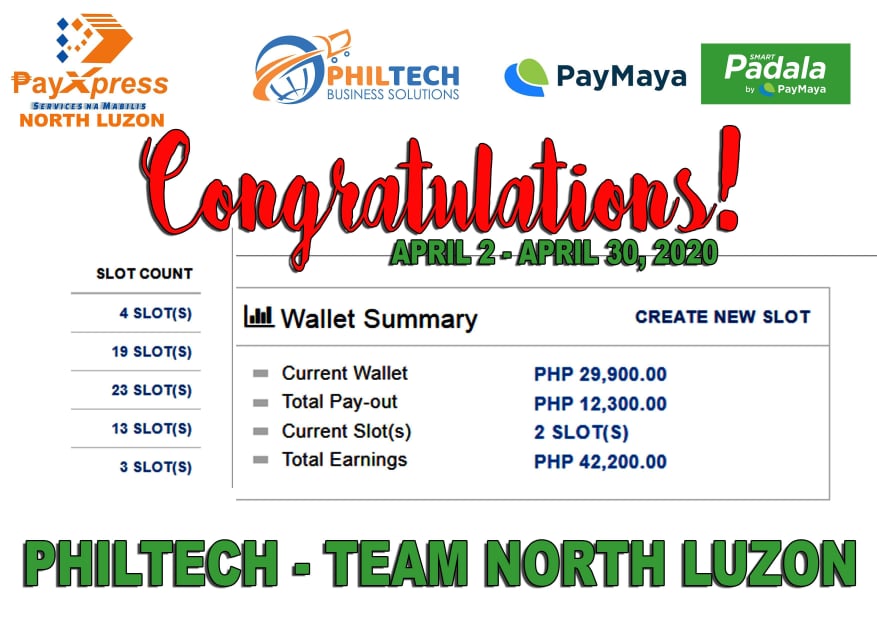 ₱ayXpress
SERVICES NA MABILIS
NORTH LUZON
PHILTECH
BUSINESS SOLUTIONS
PayMaya
SMART
Padala
by PayMaya
Congratulations!
APRIL 2 - APRIL 30, 2020
SLOT COUNT
4 SLOT(S)
19 SLOT(S)
23 SLOT(S)
13 SLOT(S)
3 SLOT(S)
Wallet Summary CREATE NEW SLOT
Current Wallet PHP 29,900.00
Total Pay-out PHP 12,300.00
Current Slot(s) 2 SLOT(S)
Total Earnings PHP 42,200.00
PHILTECH - TEAM NORTH LUZON